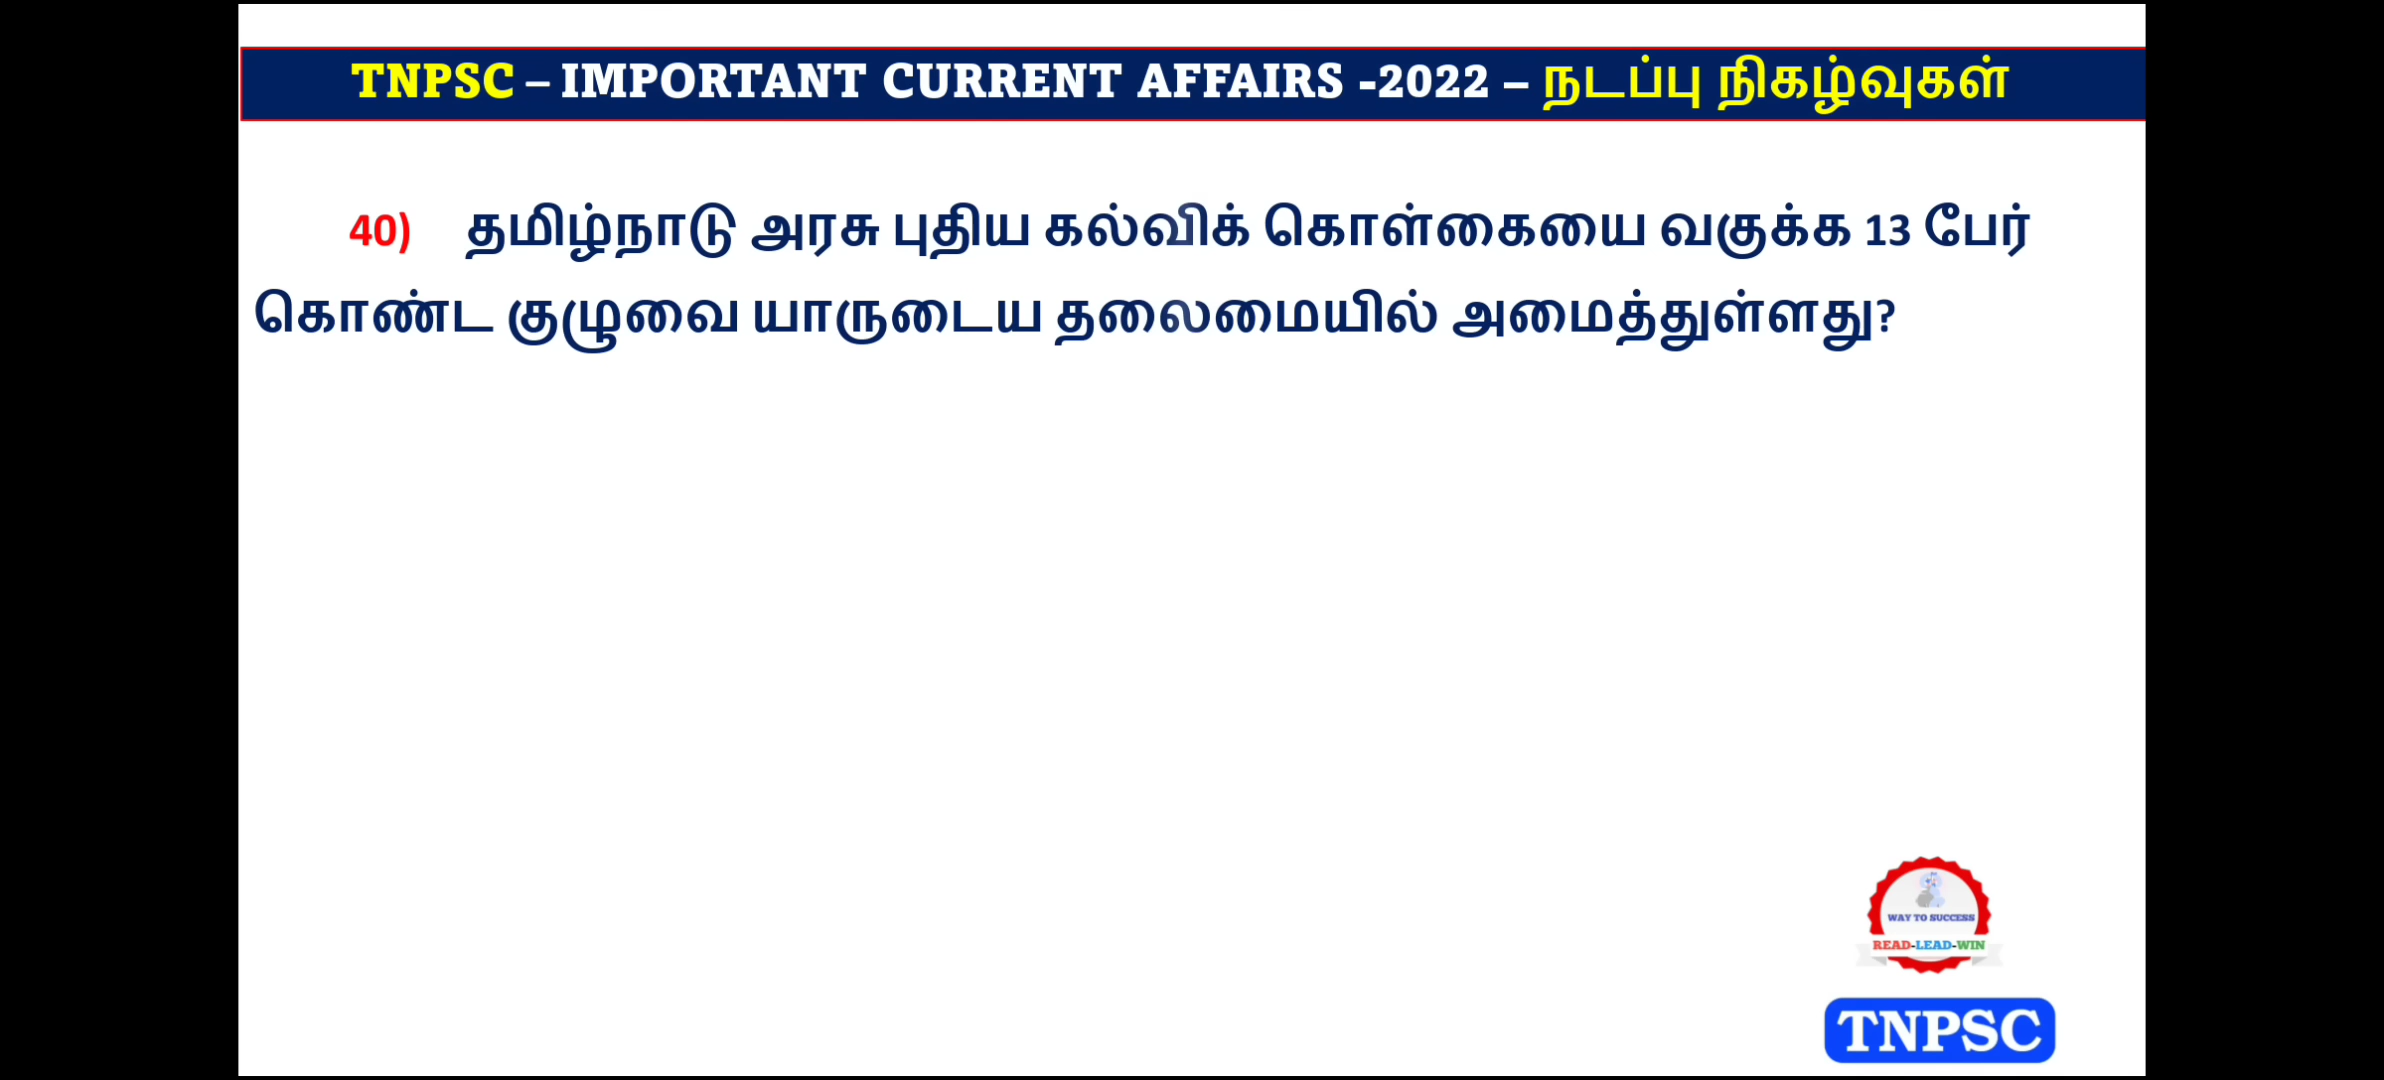 TNPSC – IMPORTANT CURRENT AFFAIRS -2022 – நடப்பு நிகழ்வுகள்
40) தமிழ்நாடு அரசு புதிய கல்விக் கொள்கையை வகுக்க 13 பேர்
கொண்ட குழுவை யாருடைய தலைமையில் அமைத்துள்ளது?
WAY TO SUCCESS
READ-LEAD-WIN
TNPSC